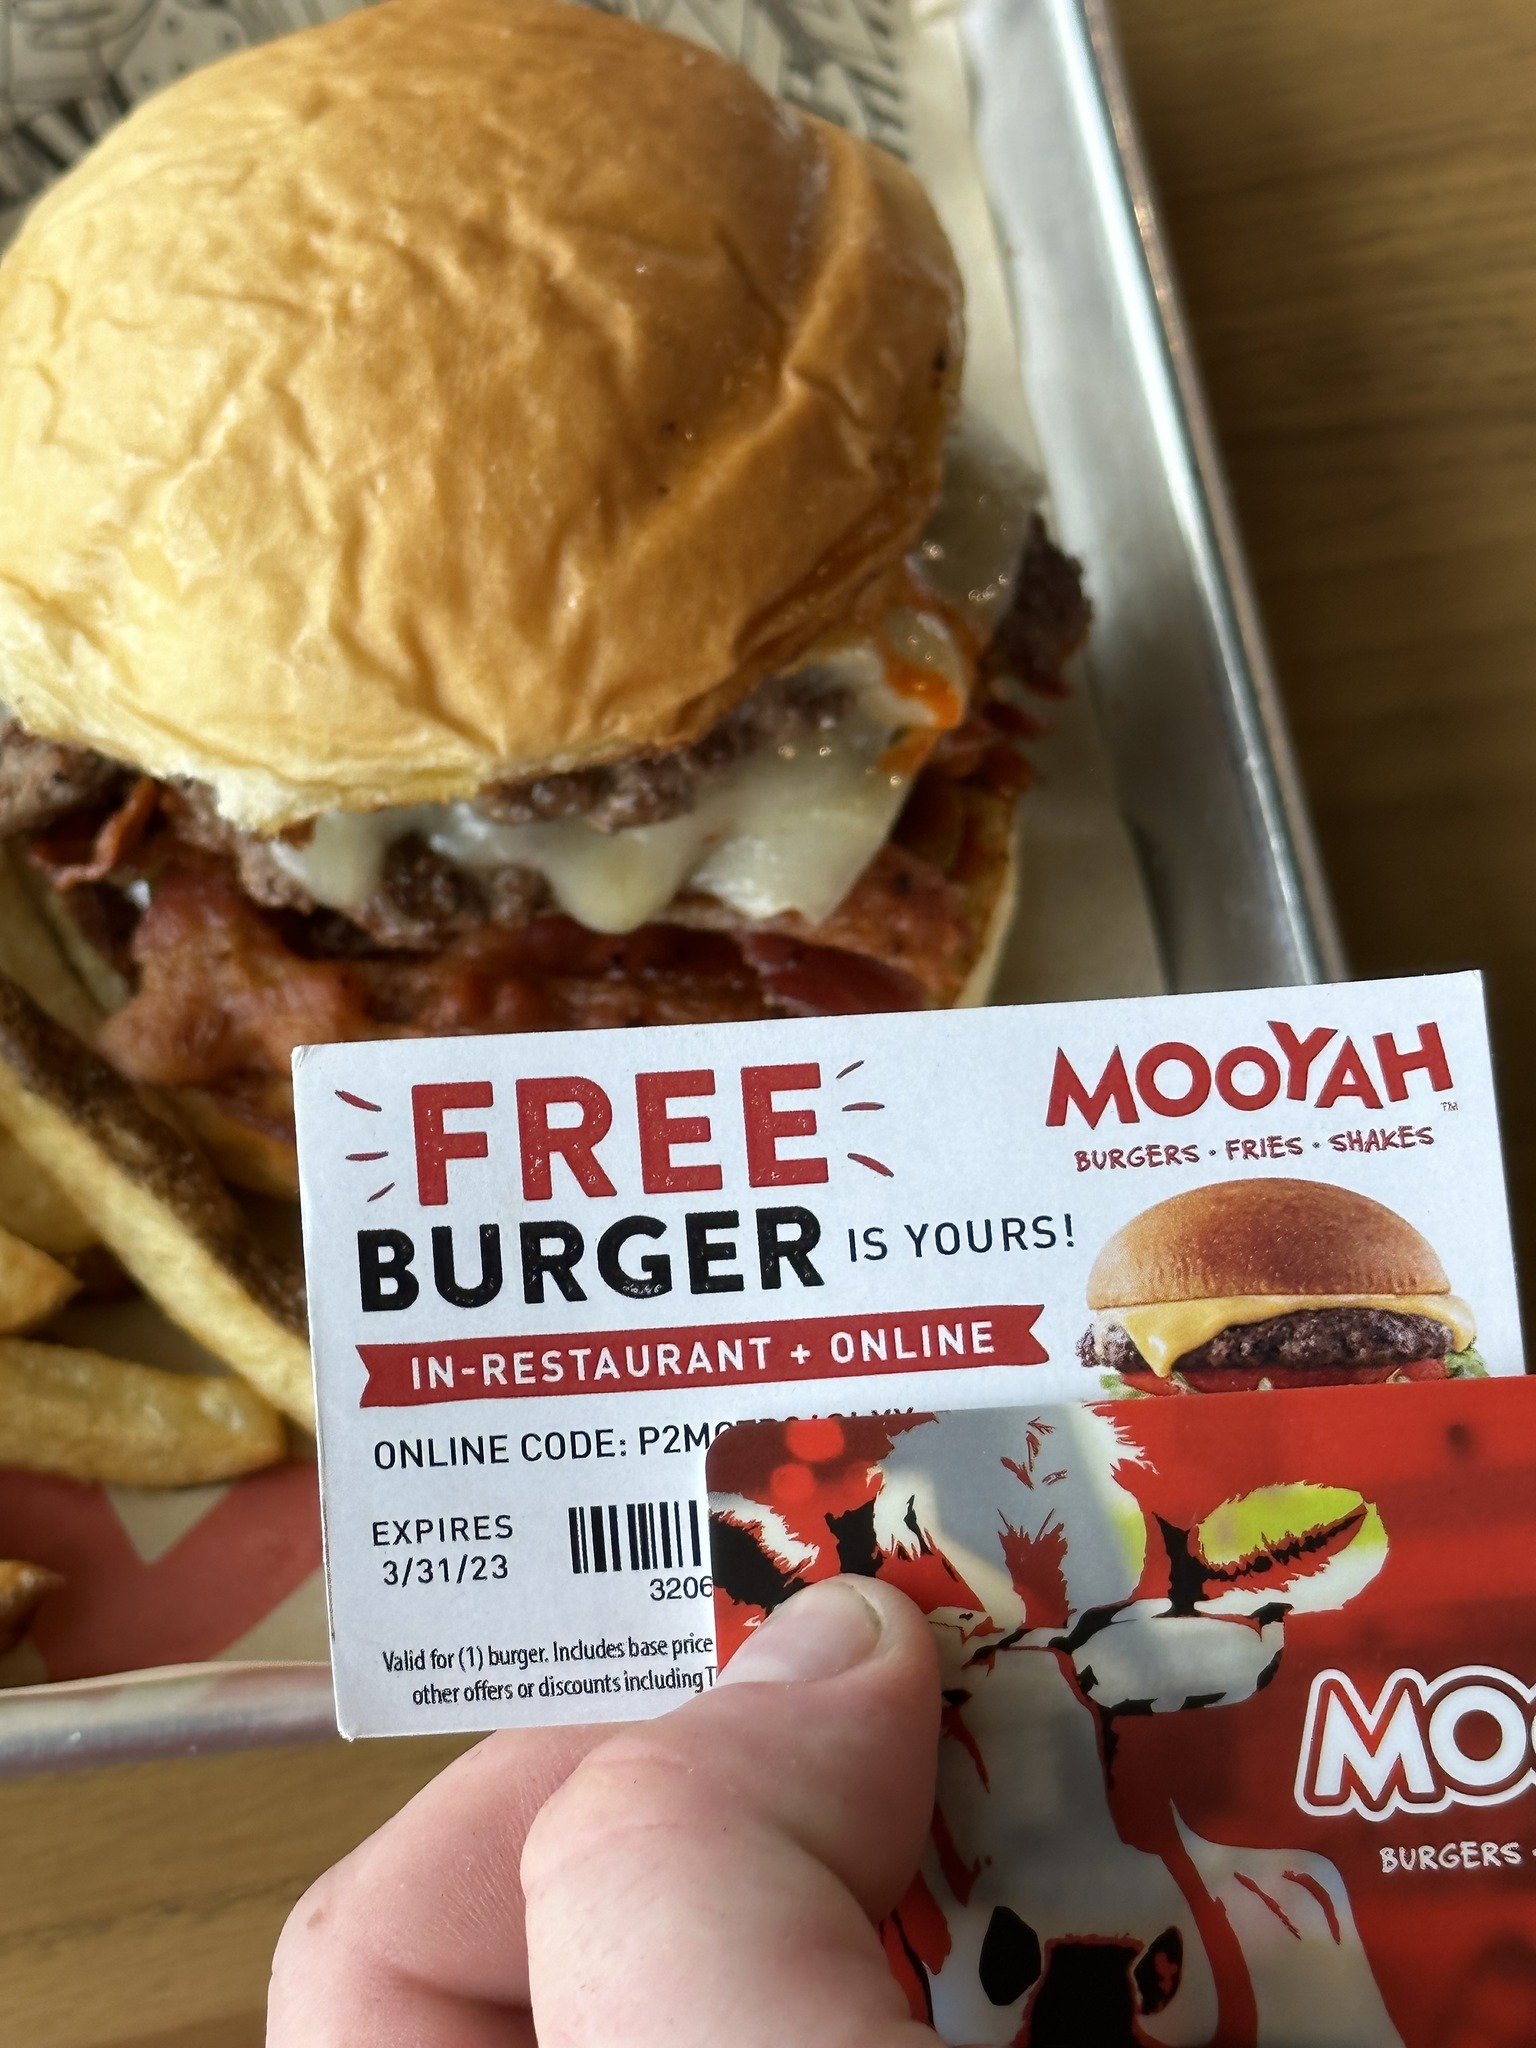 FREE
BURGER IS YOURS!
MOOYAH
TM
BURGERS · FRIES · SHAKES
IN-RESTAURANT + ONLINE
ONLINE CODE:
EXPIRES
3/31/23
3206
Valid for (1) burger. Includes base price
other offers or discounts including
MO
BURGERS